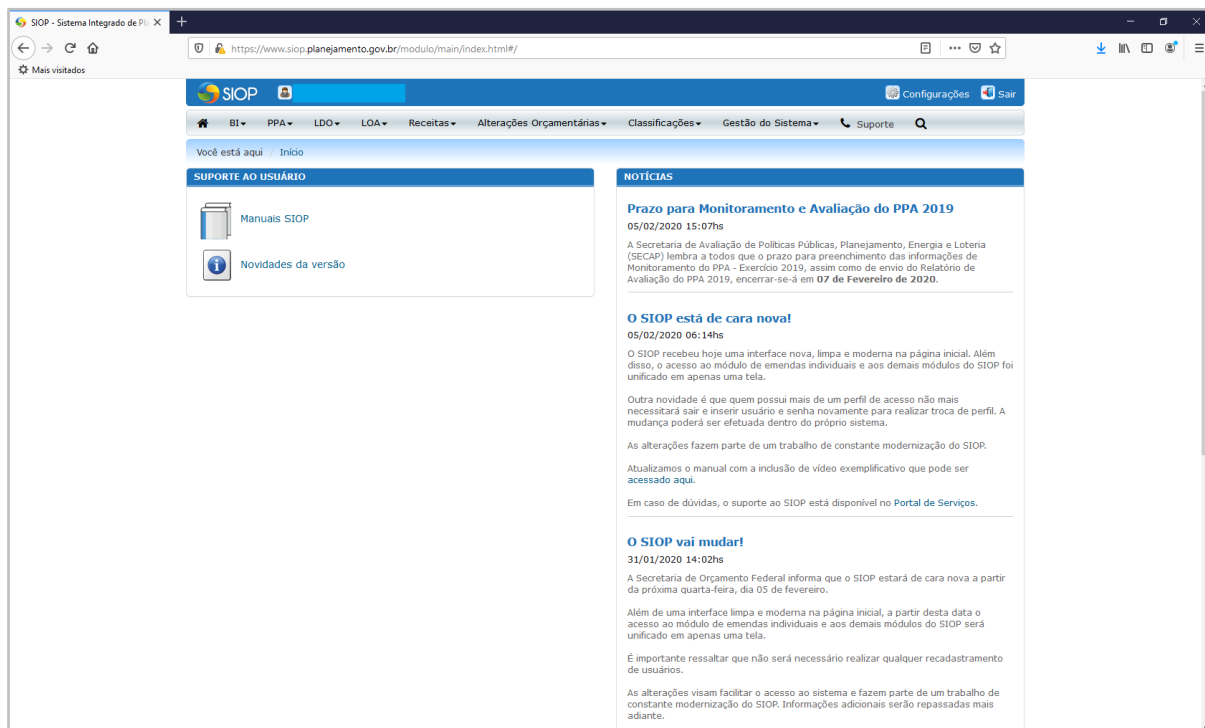 SIOP - Sistema Integrado de Pl
https://www.siop.planejamento.gov.br/modulo/main/index.html#/
Mais visitados
SIOP
Configurações
Sair
BI
PPA
LDO
LOA
Receitas
Alterações Orçamentárias
Classificações
Gestão do Sistema
Suporte
Você está aqui / Início
SUPORTE AO USUÁRIO
Manuais SIOP
Novidades da versão
NOTÍCIAS
Prazo para Monitoramento e Avaliação do PPA 2019
05/02/2020 15:07hs
A Secretaria de Avaliação de Políticas Públicas, Planejamento, Energia e Loteria
(SECAP) lembra a todos que o prazo para preenchimento das informações de
Monitoramento do PPA - Exercício 2019, assim como de envio do Relatório de
Avaliação do PPA 2019, encerrar-se-á em 07 de Fevereiro de 2020.
O SIOP está de cara nova!
05/02/2020 06:14hs
O SIOP recebeu hoje uma interface nova, limpa e moderna na página inicial. Além
disso, o acesso ao módulo de emendas individuais e aos demais módulos do SIOP foi
unificado em apenas uma tela.
Outra novidade é que quem possui mais de um perfil de acesso não mais
necessitará sair e inserir usuário e senha novamente para realizar troca de perfil. A
mudança poderá ser efetuada dentro do próprio sistema.
As alterações fazem parte de um trabalho de constante modernização do SIOP.
Atualizamos o manual com a inclusão de vídeo exemplificativo que pode ser
acessado aqui.
Em caso de dúvidas, o suporte ao SIOP está disponível no Portal de Serviços.
O SIOP vai mudar!
31/01/2020 14:02hs
A Secretaria de Orçamento Federal informa que o SIOP estará de cara nova a partir
da próxima quarta-feira, dia 05 de fevereiro.
Além de uma interface limpa e moderna na página inicial, a partir desta data o
acesso ao módulo de emendas individuais e aos demais módulos do SIOP será
unificado em apenas uma tela.
É importante ressaltar que não será necessário realizar qualquer recadastramento
de usuários.
As alterações visam facilitar o acesso ao sistema e fazem parte de um trabalho de
constante modernização do SIOP. Informações adicionais serão repassadas mais
adiante.